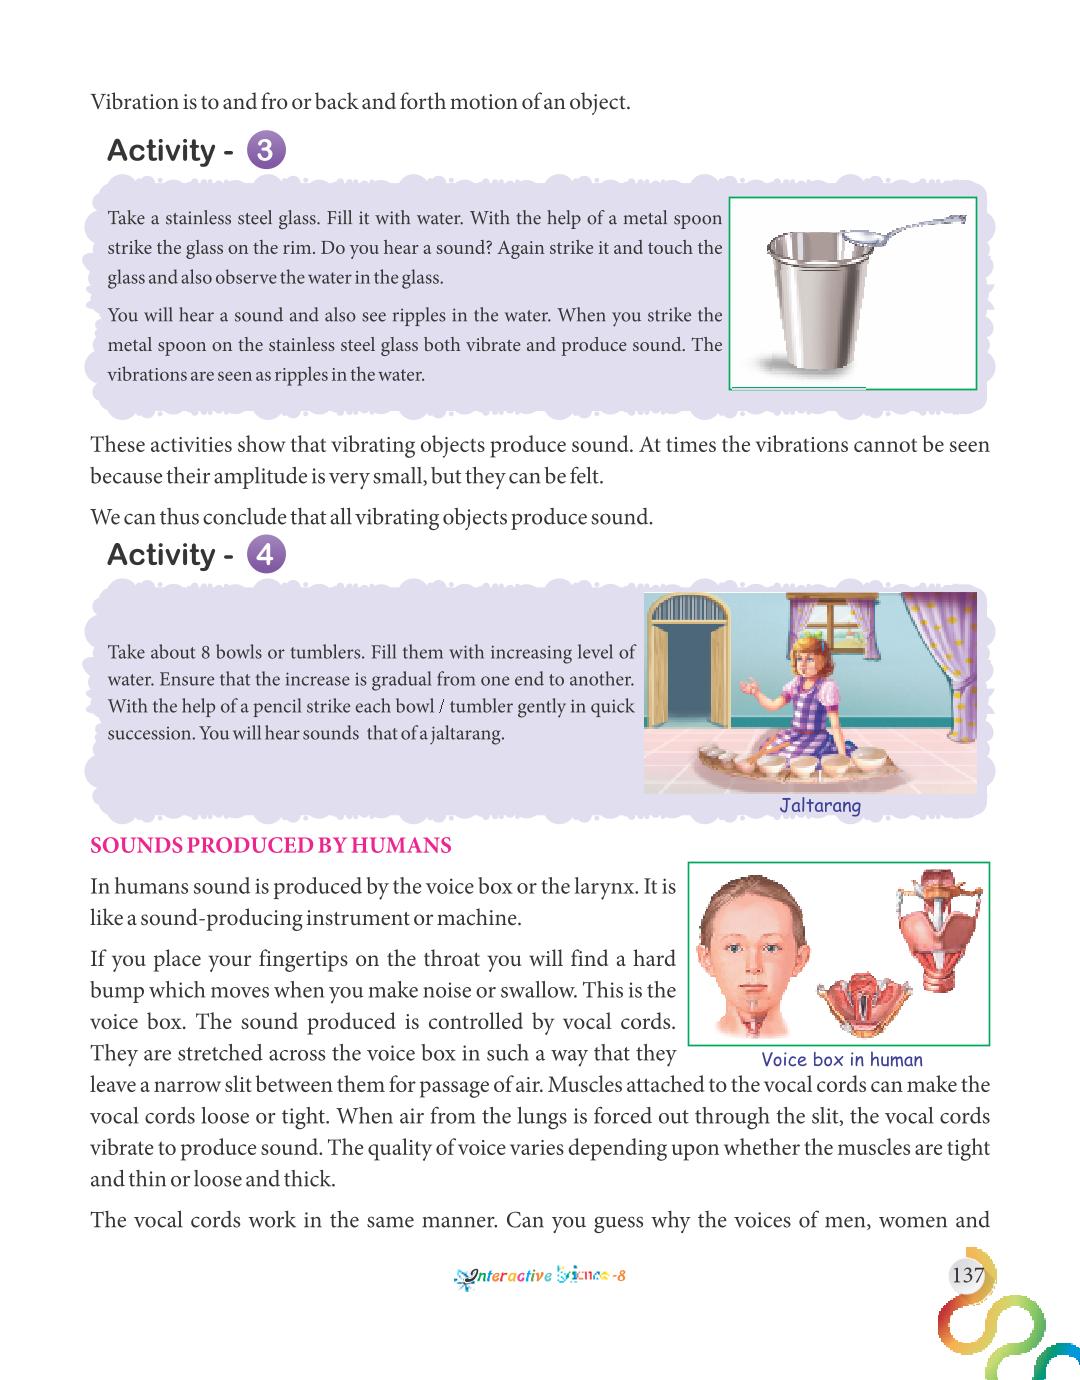 Vibration is to and fro or back and forth motion of an object.
Activity - 3
Take a stainless steel glass. Fill it with water. With the help of a metal spoon
strike the glass on the rim. Do you hear a sound? Again strike it and touch the
glass and also observe the water in the glass.
You will hear a sound and also see ripples in the water. When you strike the
metal spoon on the stainless steel glass both vibrate and produce sound. The
vibrations are seen as ripples in the water.
These activities show that vibrating objects produce sound. At times the vibrations cannot be seen
because their amplitude is very small, but they can be felt.
We can thus conclude that all vibrating objects produce sound.
Activity - 4
Take about 8 bowls or tumblers. Fill them with increasing level of
water. Ensure that the increase is gradual from one end to another.
With the help of a pencil strike each bowl / tumbler gently in quick
succession. You will hear sounds that of a jaltarang.
Jaltarang
SOUNDS PRODUCED BY HUMANS
In humans sound is produced by the voice box or the larynx. It is
like a sound-producing instrument or machine.
If you place your fingertips on the throat you will find a hard
bump which moves when you make noise or swallow. This is the
voice box. The sound produced is controlled by vocal cords.
They are stretched across the voice box in such a way that they
Voice box in human
leave a narrow slit between them for passage of air. Muscles attached to the vocal cords can make the
vocal cords loose or tight. When air from the lungs is forced out through the slit, the vocal cords
vibrate to produce sound. The quality of voice varies depending upon whether the muscles are tight
and thin or loose and thick.
The vocal cords work in the same manner. Can you guess why the voices of men, women and
Interactive Science -8
137